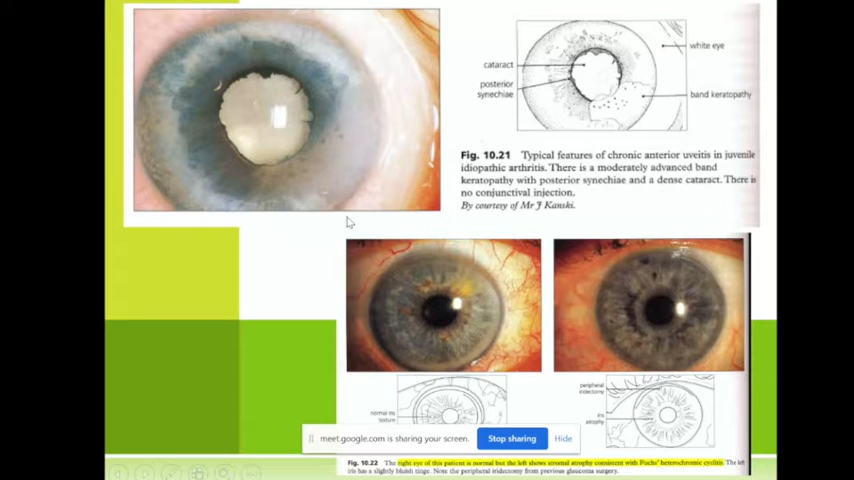 white eye
cataract
posterior
synechiae
band keratopathy
Fig. 10.21 Typical features of chronic anterior uveitis in juvenile
idiopathic arthritis. There is a moderately advanced band
keratopathy with posterior synechiae and a dense cataract. There is
no conjunctival injection.
By courtesy of Mr J Kanski.
normal iris
texture
peripheral
iridectomy
iris
atrophy
meet.google.com is sharing your screen.
Stop sharing
Hide
Fig. 10.22 The right eye of this patient is normal but the left shows stromal atrophy consistent with Fuchs' heterochromic cyclitis. The left
iris has a slightly bluish tinge. Note the peripheral iridectomy from previous glaucoma surgery.